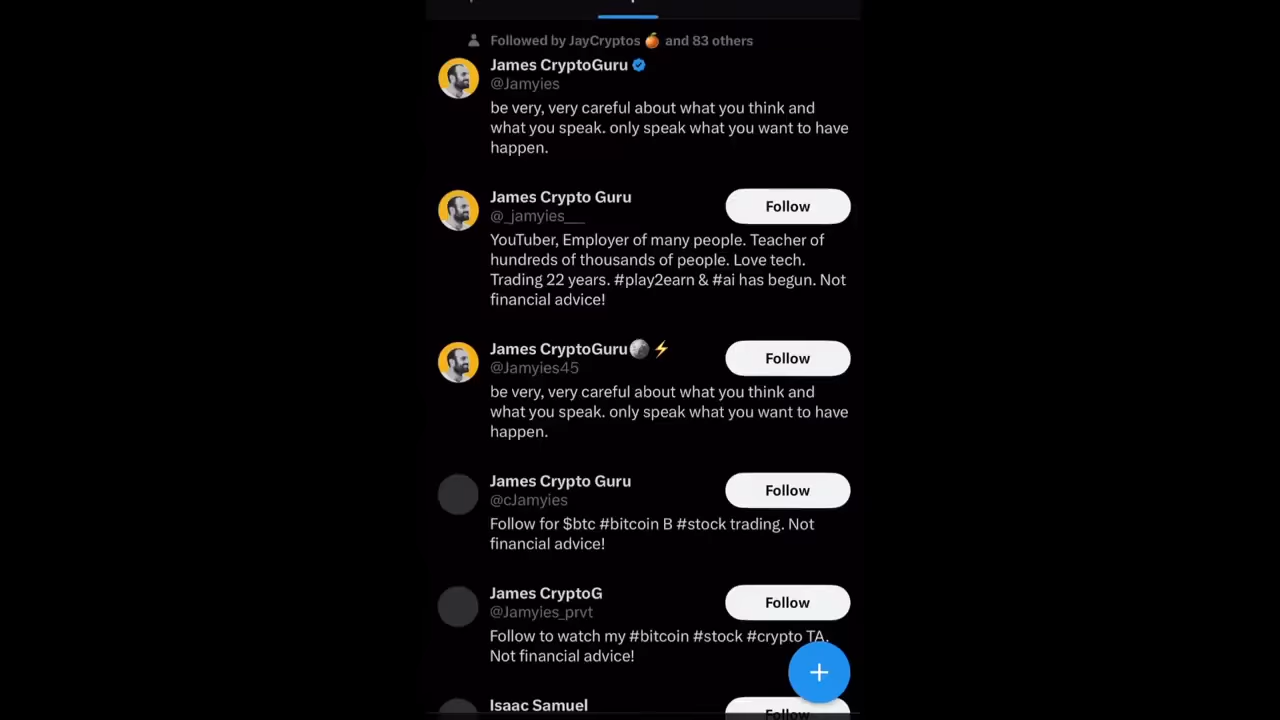 Followed by JayCryptos 🍊 and 83 others
James CryptoGuru
@Jamyies
be very, very careful about what you think and
what you speak. only speak what you want to have
happen.
James Crypto Guru
Follow
@_jamyies___
YouTuber, Employer of many people. Teacher of
hundreds of thousands of people. Love tech.
Trading 22 years. #play2earn & #ai has begun. Not
financial advice!
James CryptoGuru🌕⚡
Follow
@Jamyies45
be very, very careful about what you think and
what you speak. only speak what you want to have
happen.
James Crypto Guru
Follow
@cJamyies
Follow for $btc #bitcoin B #stock trading. Not
financial advice!
James CryptoG
Follow
@Jamyies_prvt
Follow to watch my #bitcoin #stock #crypto TA.
Not financial advice!
Isaac Samuel
Follow